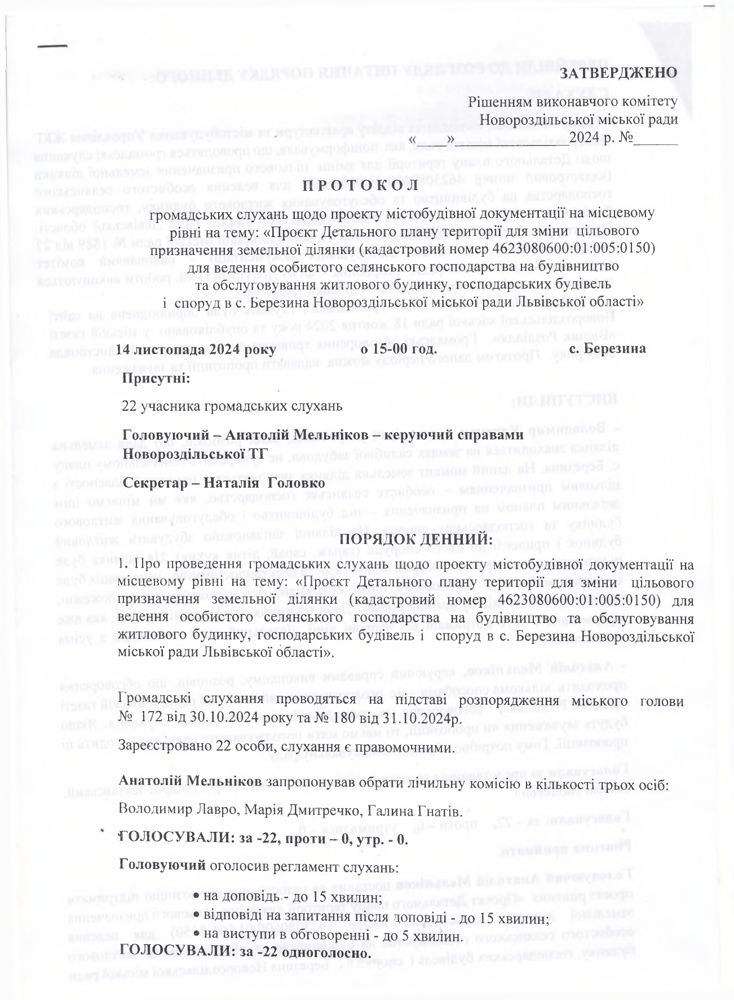 ЗАТВЕРДЖЕНО
Рішенням виконавчого комітету
Новороздільської міської ради
«____»_______________2024 р. №______
П Р О Т О К О Л
громадських слухань щодо проекту містобудівної документації на місцевому
рівні на тему: «Проєкт Детального плану території для зміни цільового
призначення земельної ділянки (кадастровий номер 4623080600:01:005:0150)
для ведення особистого селянського господарства на будівництво
та обслуговування житлового будинку, господарських будівель
і споруд в с. Березина Новороздільської міської ради Львівської області»
14 листопада 2024 року о 15-00 год. с. Березина
Присутні:
22 учасника громадських слухань
Головуючий – Анатолій Мельніков – керуючий справами
Новороздільської ТГ
Секретар – Наталія Головко
ПОРЯДОК ДЕННИЙ:
1. Про проведення громадських слухань щодо проекту містобудівної документації на
місцевому рівні на тему: «Проєкт Детального плану території для зміни цільового
призначення земельної ділянки (кадастровий номер 4623080600:01:005:0150) для
ведення особистого селянського господарства на будівництво та обслуговування
житлового будинку, господарських будівель і споруд в с. Березина Новороздільської
міської ради Львівської області».
Громадські слухання проводяться на підставі розпорядження міського голови
№ 172 від 30.10.2024 року та № 180 від 31.10.2024р.
Зареєстровано 22 особи, слухання є правомочними.
Анатолій Мельніков запропонував обрати лічильну комісію в кількості трьох осіб:
Володимир Лавро, Марія Дмитречко, Галина Гнатів.
ГОЛОСУВАЛИ: за -22, проти – 0, утр. - 0.
Головуючий оголосив регламент слухань:
• на доповідь - до 15 хвилин;
• відповіді на запитання після доповіді - до 15 хвилин;
• на виступи в обговоренні - до 5 хвилин.
ГОЛОСУВАЛИ: за -22 одноголосно.